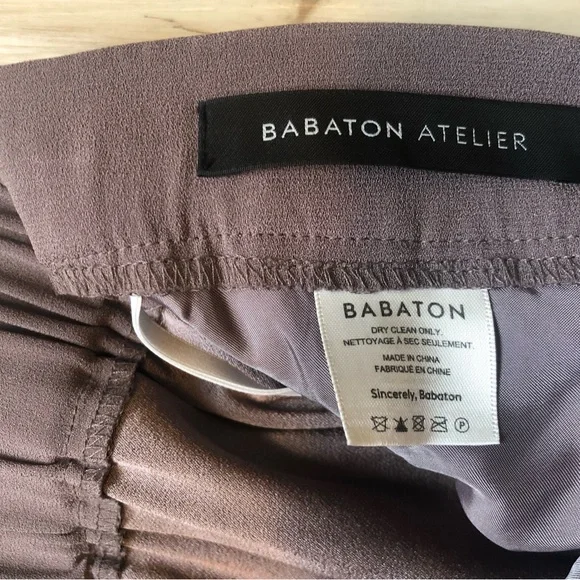 BABATON ATELIER
BABATON
DRY CLEAN ONLY.
NETTOYAGE À SEC SEULEMENT.
MADE IN CHINA
FABRIQUÉ EN CHINE
Sincerely, Babaton
P